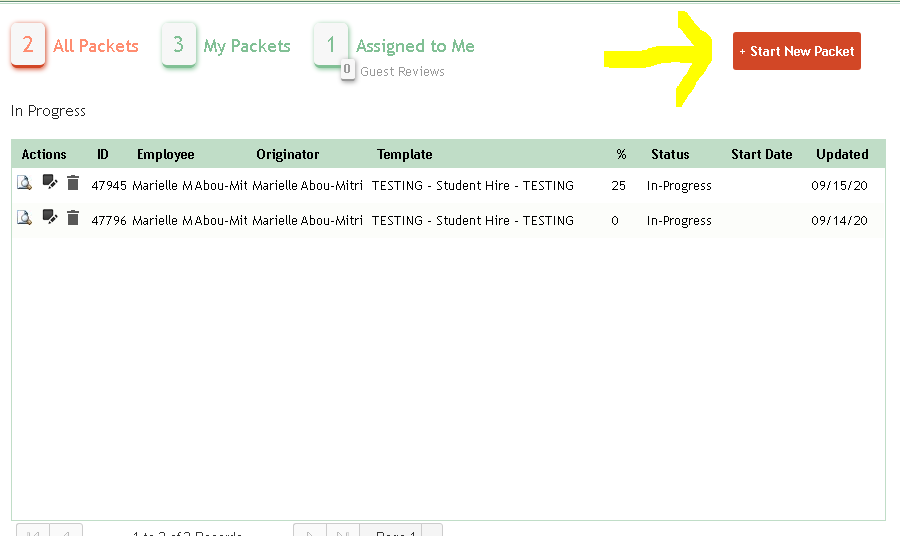 2 All Packets 3 My Packets 1 Assigned to Me + Start New Packet
0 Guest Reviews
In Progress
Actions ID Employee Originator Template % Status Start Date Updated
47945 Marielle M Abou-Mit Marielle Abou-Mitri TESTING - Student Hire - TESTING 25 In-Progress 09/15/20
47796 Marielle M Abou-Mit Marielle Abou-Mitri TESTING - Student Hire - TESTING 0 In-Progress 09/14/20
1 to 2 of 2 Records Page 1